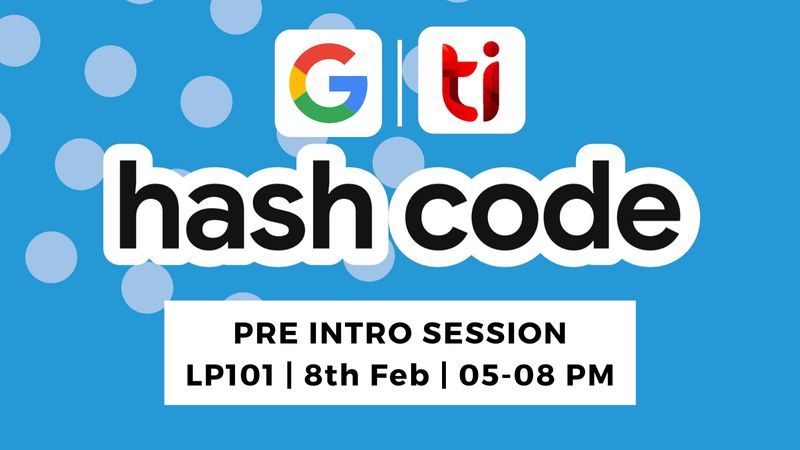 G | ti
hash code
PRE INTRO SESSION
LP101 | 8th Feb | 05-08 PM